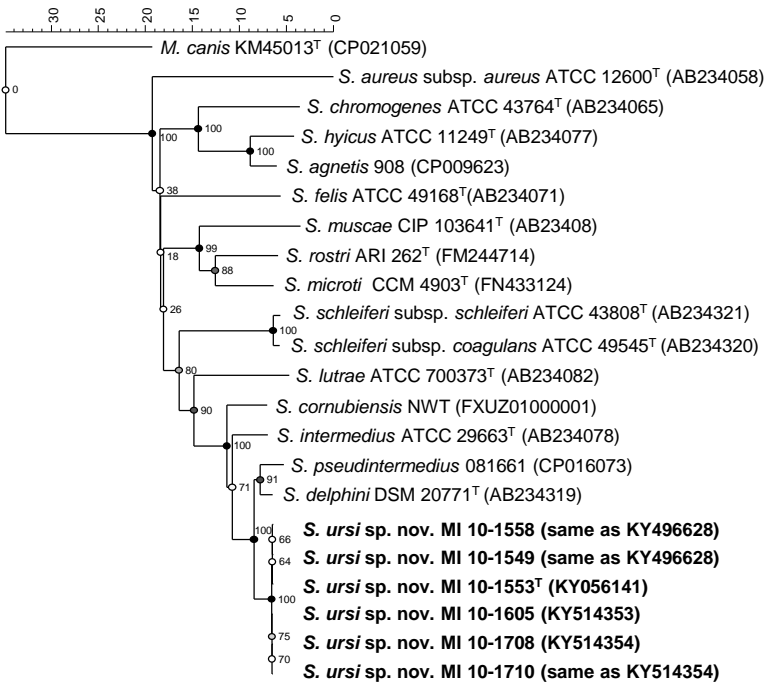 30 25 20 15 10 5 0
M. canis KM45013ᵀ (CP021059)
0
S. aureus subsp. aureus ATCC 12600ᵀ (AB234058)
S. chromogenes ATCC 43764ᵀ (AB234065)
100
100
S. hyicus ATCC 11249ᵀ (AB234077)
100
S. agnetis 908 (CP009623)
38
S. felis ATCC 49168ᵀ(AB234071)
S. muscae CIP 103641ᵀ (AB23408)
99
18
S. rostri ARI 262ᵀ (FM244714)
88
S. microti CCM 4903ᵀ (FN433124)
26
S. schleiferi subsp. schleiferi ATCC 43808ᵀ (AB234321)
100
S. schleiferi subsp. coagulans ATCC 49545ᵀ (AB234320)
80
S. lutrae ATCC 700373ᵀ (AB234082)
90
S. cornubiensis NWT (FXUZ01000001)
S. intermedius ATCC 29663ᵀ (AB234078)
100
S. pseudintermedius 081661 (CP016073)
91
71
S. delphini DSM 20771ᵀ (AB234319)
S. ursi sp. nov. MI 10-1558 (same as KY496628)
100
66
S. ursi sp. nov. MI 10-1549 (same as KY496628)
64
S. ursi sp. nov. MI 10-1553ᵀ (KY056141)
100
S. ursi sp. nov. MI 10-1605 (KY514353)
75
S. ursi sp. nov. MI 10-1708 (KY514354)
70
S. ursi sp. nov. MI 10-1710 (same as KY514354)